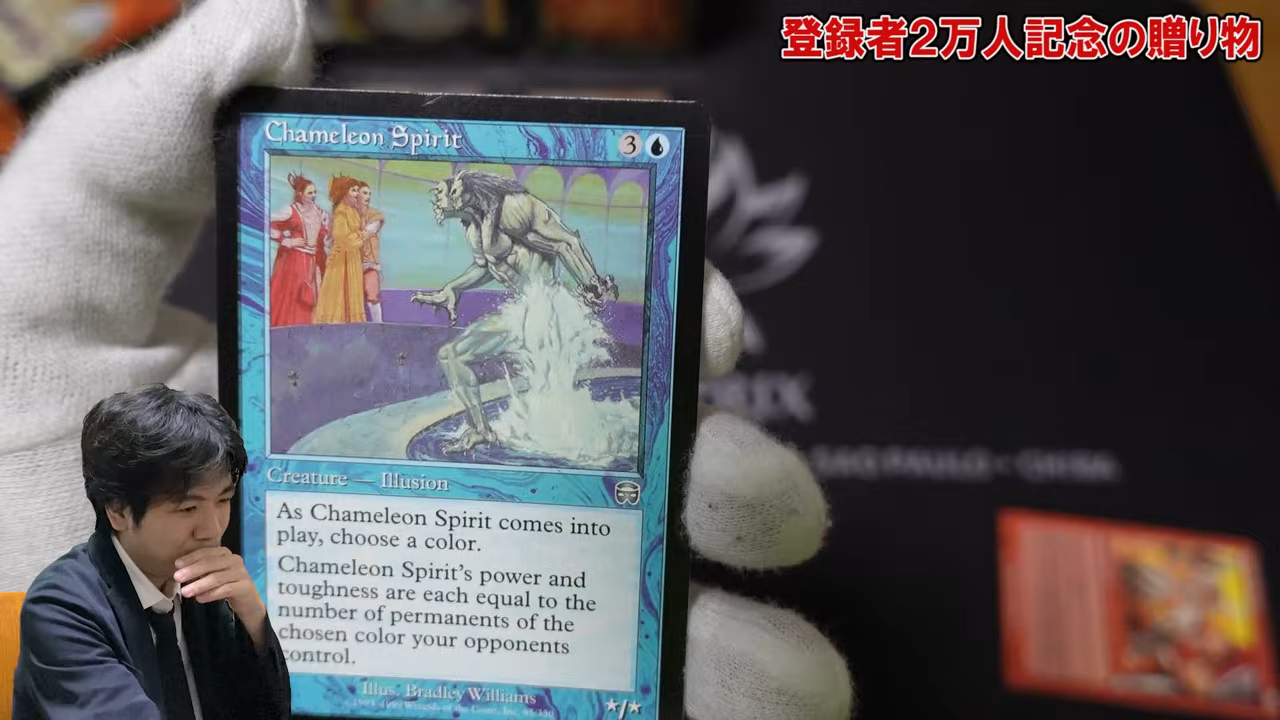 登録者2万人記念の贈り物
Chameleon Spirit
3
Creature — Illusion
As Chameleon Spirit comes into
play, choose a color.
Chameleon Spirit's power and
toughness are each equal to the
number of permanents of the
chosen color your opponents
control.
Illus. Bradley Williams
★/★